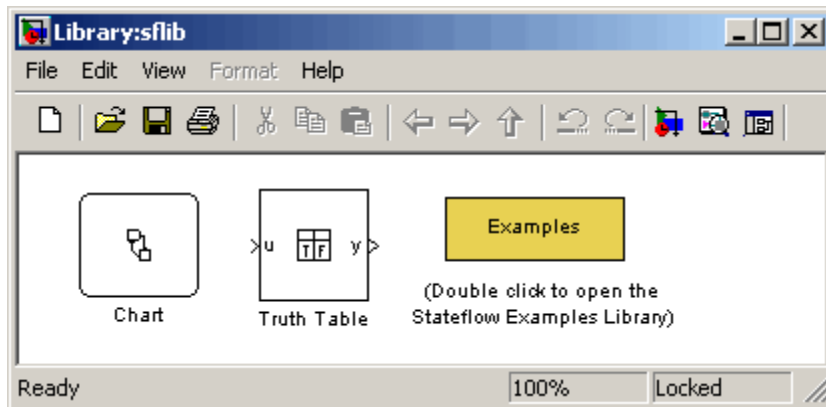 Library:sflib
File Edit View Format Help
u T F y
Examples
Chart
Truth Table
(Double click to open the
Stateflow Examples Library)
Ready 100% Locked